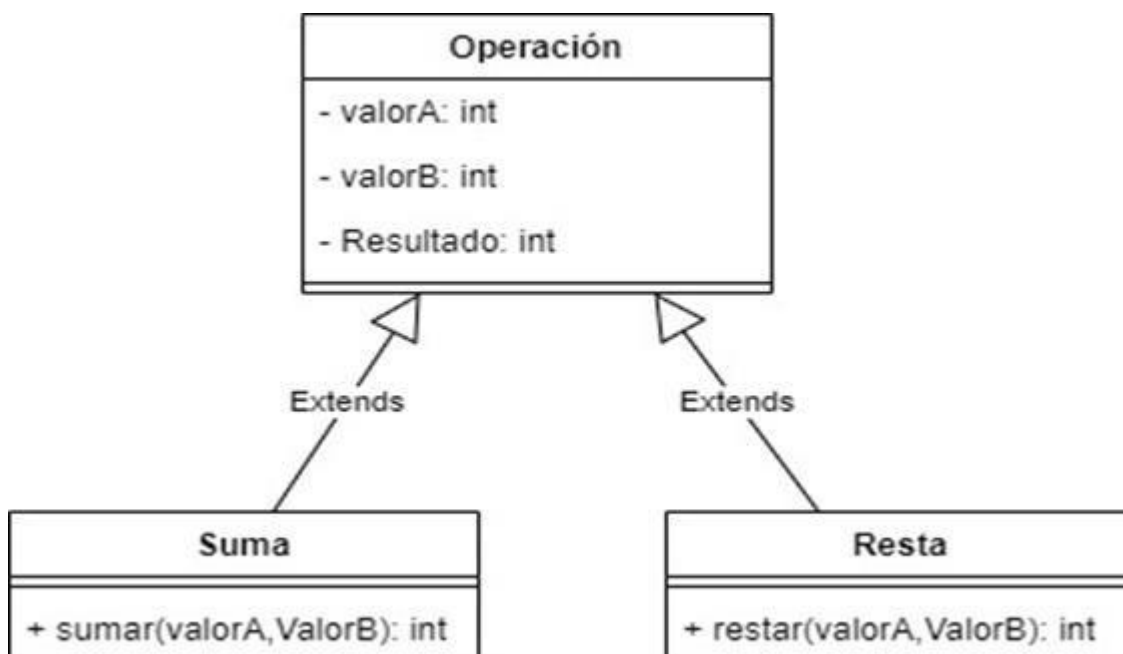 Operación
- valorA: int
- valorB: int
- Resultado: int
Extends
Extends
Suma
+ sumar(valorA,ValorB): int
Resta
+ restar(valorA,ValorB): int